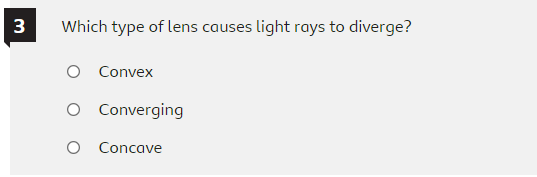 3 Which type of lens causes light rays to diverge?
Convex
Converging
Concave